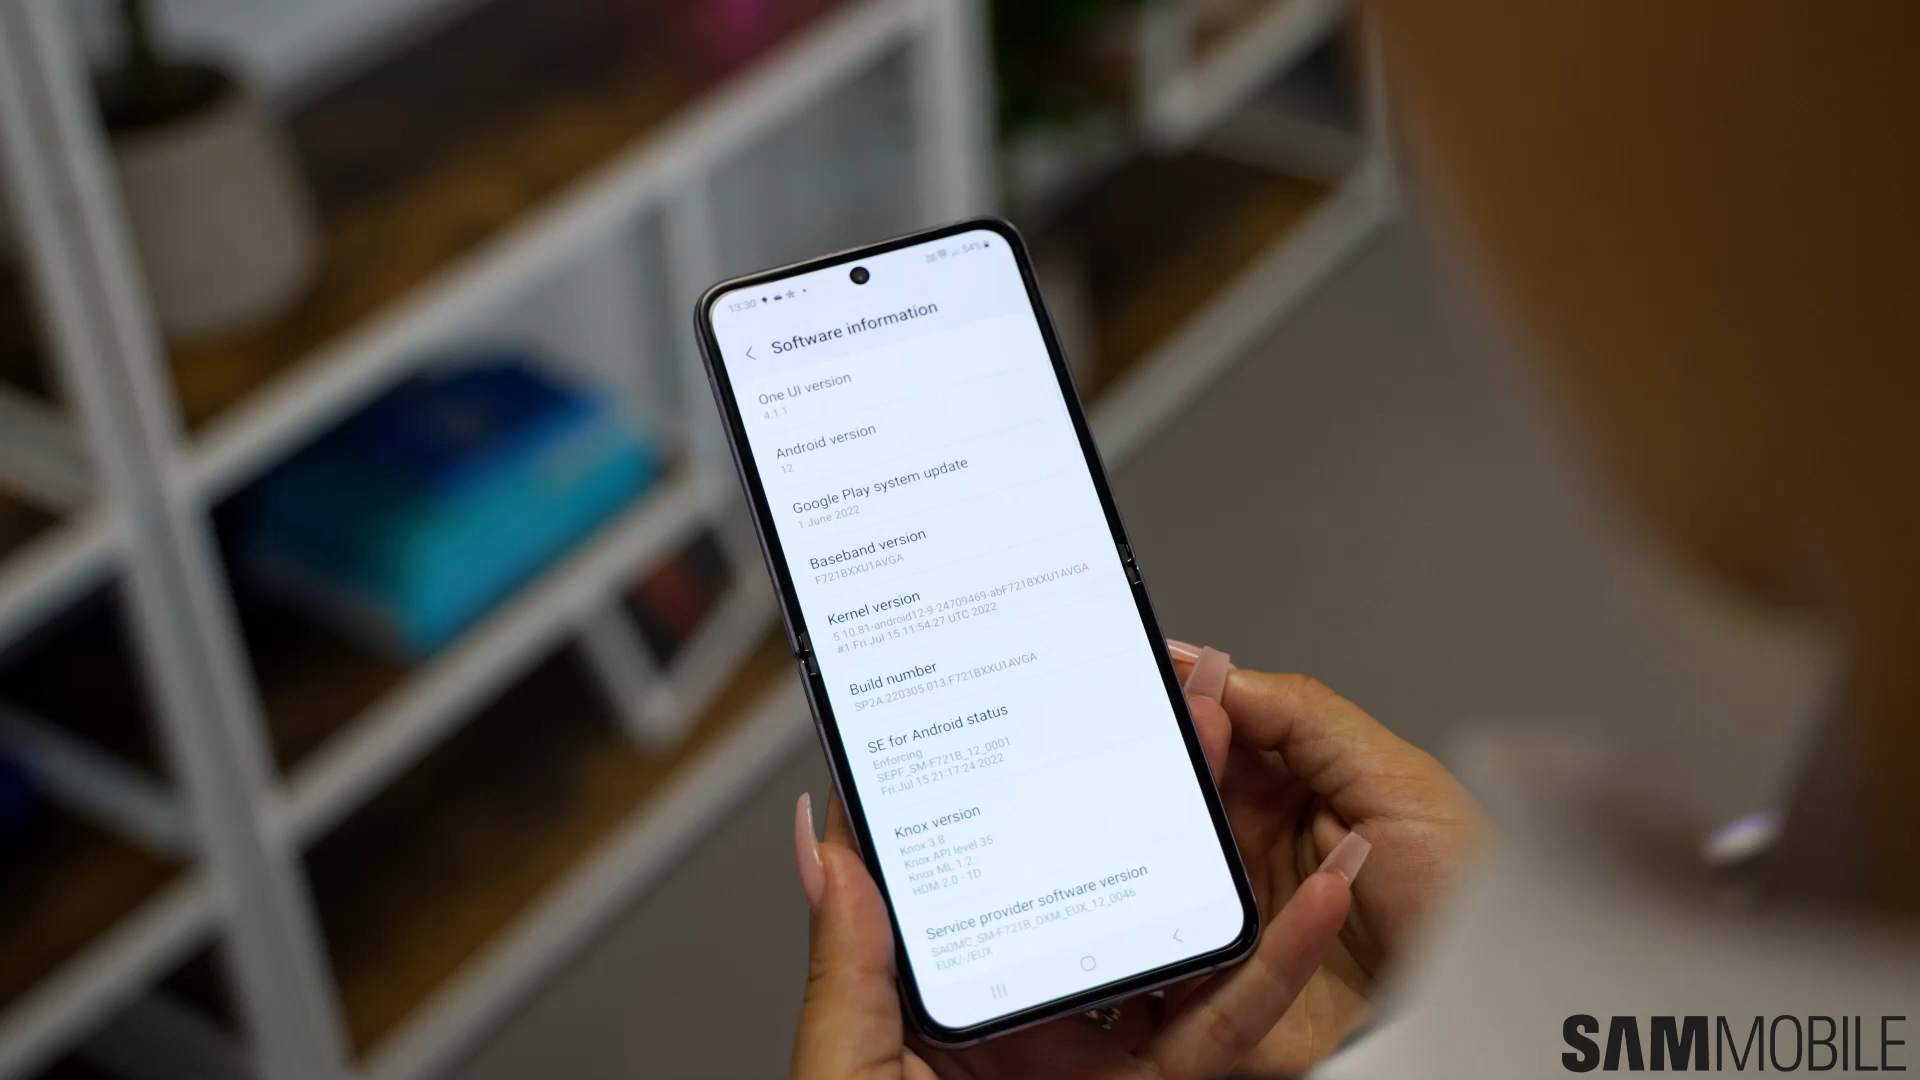 13:30
54%
Software information
One UI version
4.1.1
Android version
12
Google Play system update
1 June 2022
Baseband version
F721BXXU1AVGA
Kernel version
5.10.81-android12-9-24709469-abF721BXXU1AVGA
#1 Fri Jul 15 11:54:27 UTC 2022
Build number
SP2A.220305.013.F721BXXU1AVGA
SE for Android status
Enforcing
SEPF_SM-F721B_12_0001
Fri Jul 15 21:17:24 2022
Knox version
Knox 3.8
Knox API level 35
Knox ML 1.2
HDM 2.0 - 1D
Service provider software version
SAOMC_SM-F721B_OXM_EUX_12_0046
EUX/-/EUX
SAMMOBILE